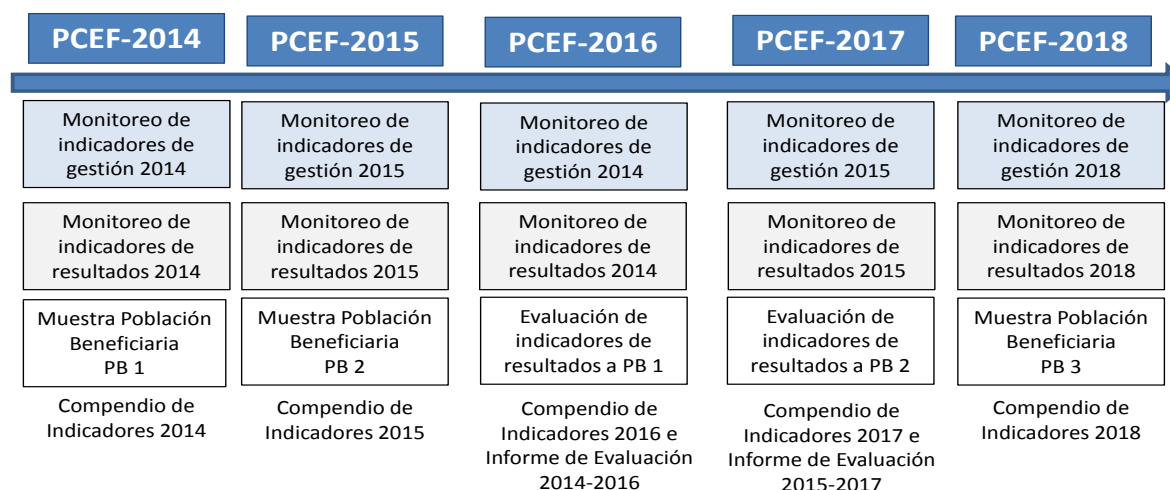 PCEF-2014
PCEF-2015
PCEF-2016
PCEF-2017
PCEF-2018
Monitoreo de
indicadores de
gestión 2014
Monitoreo de
indicadores de
gestión 2015
Monitoreo de
indicadores de
gestión 2014
Monitoreo de
indicadores de
gestión 2015
Monitoreo de
indicadores de
gestión 2018
Monitoreo de
indicadores de
resultados 2014
Monitoreo de
indicadores de
resultados 2015
Monitoreo de
indicadores de
resultados 2014
Monitoreo de
indicadores de
resultados 2015
Monitoreo de
indicadores de
resultados 2018
Muestra Población
Beneficiaria
PB 1
Muestra Población
Beneficiaria
PB 2
Evaluación de
indicadores de
resultados a PB 1
Evaluación de
indicadores de
resultados a PB 2
Muestra Población
Beneficiaria
PB 3
Compendio de
Indicadores 2014
Compendio de
Indicadores 2015
Compendio de
Indicadores 2016 e
Informe de Evaluación
2014-2016
Compendio de
Indicadores 2017 e
Informe de Evaluación
2015-2017
Compendio de
Indicadores 2018